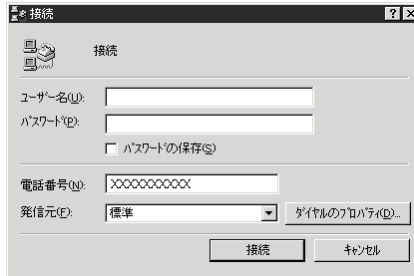 接続
接続
ユーザー名(U):
パスワード(P):
パスワードの保存(S)
電話番号(N): XXXXXXXXXX
発信元(F): 標準 ダイヤルのプロパティ(D)...
接続 キャンセル